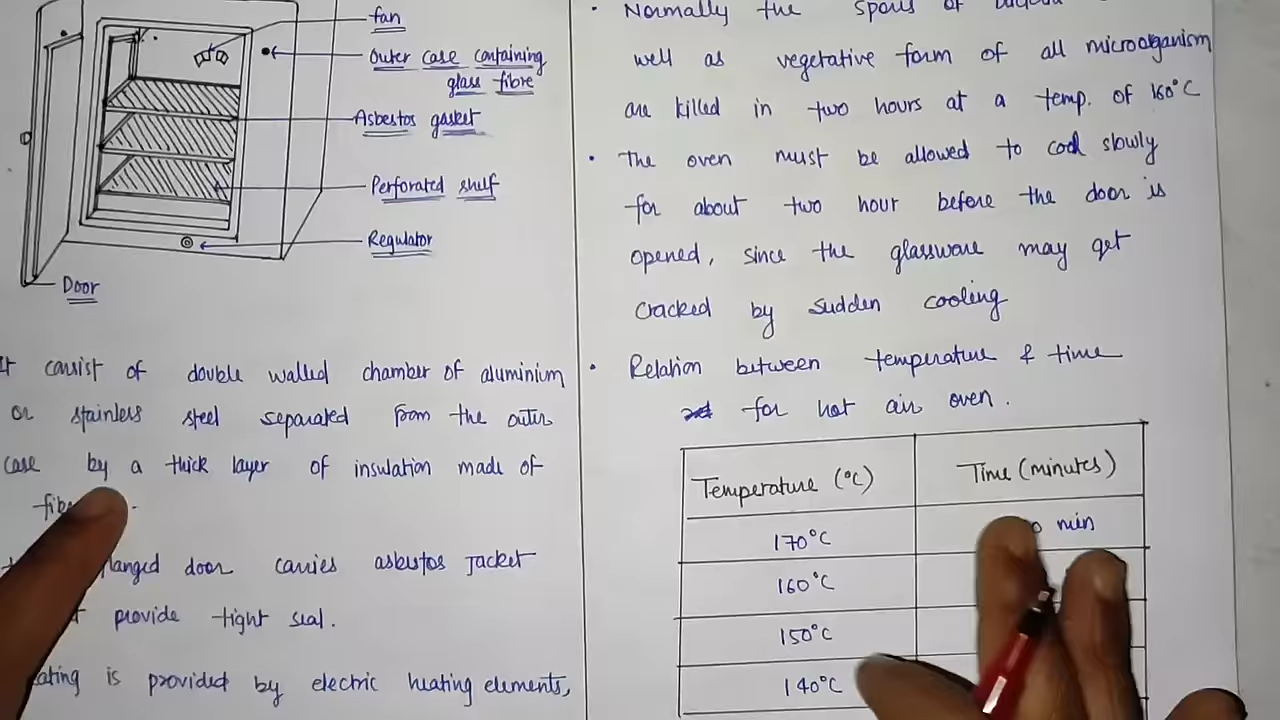 fan
Outer case containing
glass fibre
Asbestos gasket
Perforated shelf
Regulator
Door
It consist of double walled chamber of aluminium
or stainless steel separated from the outer
case by a thick layer of insulation made of
door carries asbestos Jacket
provide tight seal.
is provided by electric heating elements,
• Normally the spores of
well as vegetative form of all microorganism
are killed in two hours at a temp. of 160°C
• The oven must be allowed to cool slowly
for about two hour before the door is
opened, since the glassware may get
cracked by sudden cooling
• Relation between temperature & time
for hot air oven.
Temperature (°C) Time (minutes)
170°C min
160°C
150°C
140°C